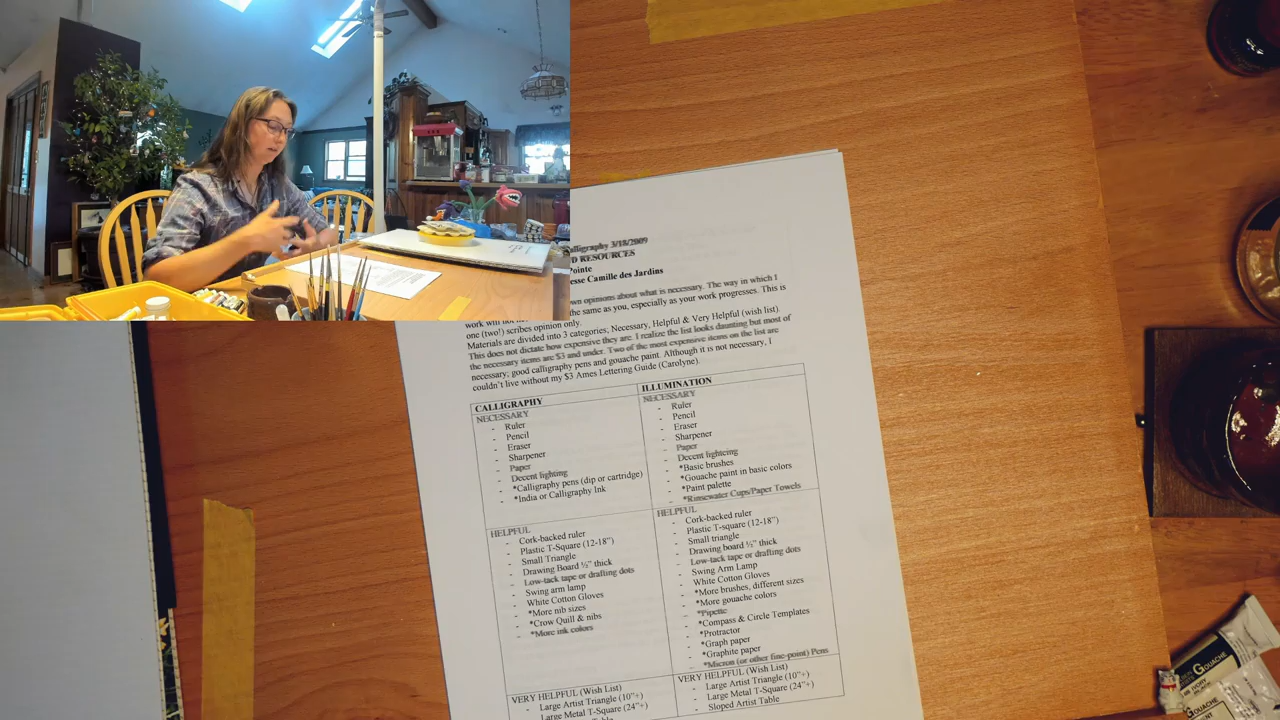 Calligraphy 3/18/2009
D RESOURCES
Pointe
esse Camille des Jardins
own opinions about what is necessary. The way in which I
the same as you, especially as your work progresses. This is
work will not
one (two!) scribes opinion only.
Materials are divided into 3 categories; Necessary, Helpful & Very Helpful (wish list).
This does not dictate how expensive they are. I realize the list looks daunting but most of
the necessary items are $3 and under. Two of the most expensive items on the list are
necessary; good calligraphy pens and gouache paint. Although it is not necessary, I
couldn't live without my $3 Ames Lettering Guide (Carolyne).
CALLIGRAPHY
NECESSARY
- Ruler
- Pencil
- Eraser
- Sharpener
- Paper
- Decent lighting
- *Calligraphy pens (dip or cartridge)
- *India or Calligraphy Ink
ILLUMINATION
NECESSARY
- Ruler
- Pencil
- Eraser
- Sharpener
- Paper
- Decent lighteing
- *Basic brushes
- *Gouache paint in basic colors
- *Paint palette
- *Rinsewater Cups/Paper Towels
HELPFUL
- Cork-backed ruler
- Plastic T-Square (12-18")
- Small Triangle
- Drawing Board ½" thick
- Low-tack tape or drafting dots
- Swing arm lamp
- White Cotton Gloves
- *More nib sizes
- *Crow Quill & nibs
- *More ink colors
HELPFUL
- Cork-backed ruler
- Plastic T-Square (12-18")
- Small triangle
- Drawing board ½" thick
- Low-tack tape or drafting dots
- Swing Arm Lamp
- White Cotton Gloves
- *More brushes, different sizes
- *More gouache colors
- *Pipette
- *Compass & Circle Templates
- *Protractor
- *Graph paper
- *Graphite paper
- *Micron (or other fine-point) Pens
VERY HELPFUL (Wish List)
- Large Artist Triangle (10"+)
- Large Metal T-Square (24"+)
VERY HELPFUL (Wish List)
- Large Artist Triangle (10"+)
- Large Metal T-Square (24"+)
- Sloped Artist Table
GOUACHE
GOUACHE